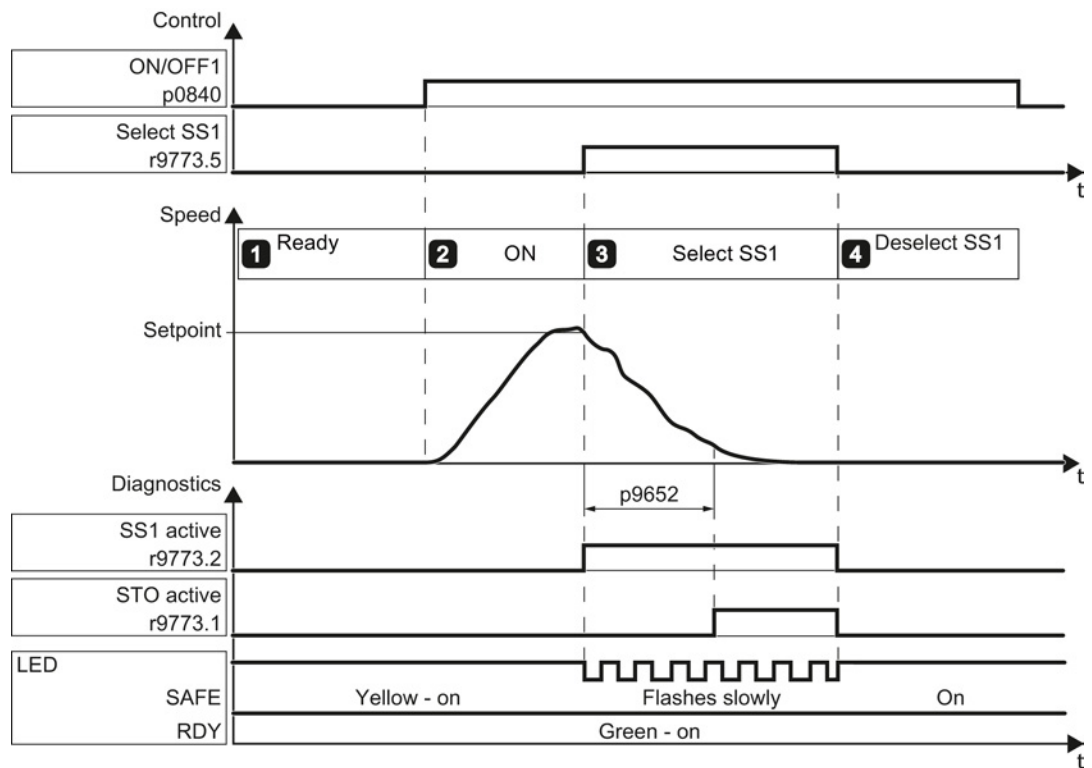 Control
ON/OFF1
p0840
Select SS1
r9773.5
t
Speed
1 Ready
2 ON
3 Select SS1
4 Deselect SS1
Setpoint
t
Diagnostics
p9652
SS1 active
r9773.2
STO active
r9773.1
LED
SAFE
Yellow - on
Flashes slowly
On
RDY
Green - on
t